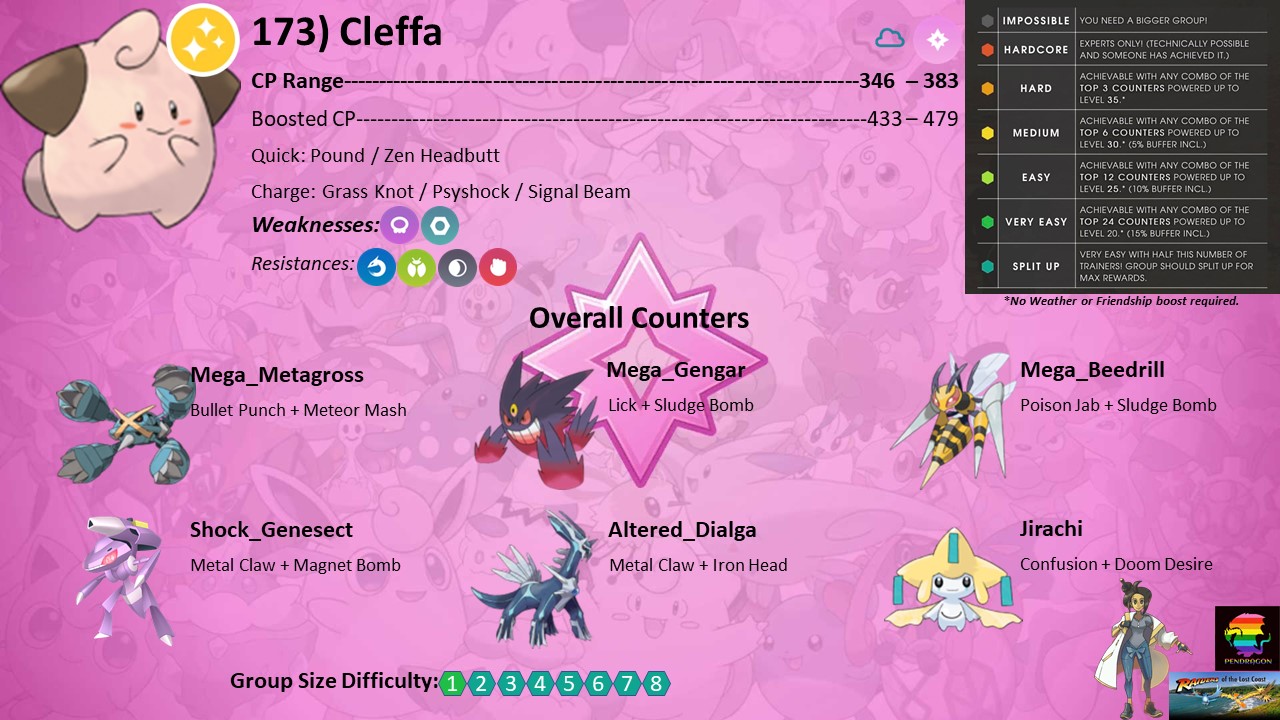 173) Cleffa
CP Range---346 – 383
Boosted CP---433 – 479
Quick: Pound / Zen Headbutt
Charge: Grass Knot / Psyshock / Signal Beam
Weaknesses:
Resistances:
IMPOSSIBLE YOU NEED A BIGGER GROUP!
HARDCORE EXPERTS ONLY! (TECHNICALLY POSSIBLE
AND SOMEONE HAS ACHIEVED IT.)
HARD ACHIEVABLE WITH ANY COMBO OF THE
TOP 3 COUNTERS POWERED UP TO
LEVEL 35.*
MEDIUM ACHIEVABLE WITH ANY COMBO OF THE
TOP 6 COUNTERS POWERED UP TO
LEVEL 30.* (5% BUFFER INCL.)
EASY ACHIEVABLE WITH ANY COMBO OF THE
TOP 12 COUNTERS POWERED UP TO
LEVEL 25.* (10% BUFFER INCL.)
VERY EASY ACHIEVABLE WITH ANY COMBO OF THE
TOP 24 COUNTERS POWERED UP TO
LEVEL 20.* (15% BUFFER INCL.)
SPLIT UP VERY EASY WITH HALF THIS NUMBER OF
TRAINERS! GROUP SHOULD SPLIT UP FOR
MAX REWARDS.
*No Weather or Friendship boost required.
Overall Counters
Mega_Metagross
Bullet Punch + Meteor Mash
Mega_Gengar
Lick + Sludge Bomb
Mega_Beedrill
Poison Jab + Sludge Bomb
Shock_Genesect
Metal Claw + Magnet Bomb
Altered_Dialga
Metal Claw + Iron Head
Jirachi
Confusion + Doom Desire
Group Size Difficulty: 1 2 3 4 5 6 7 8
PENDRAGON
RAIDERS of the Lost Coast